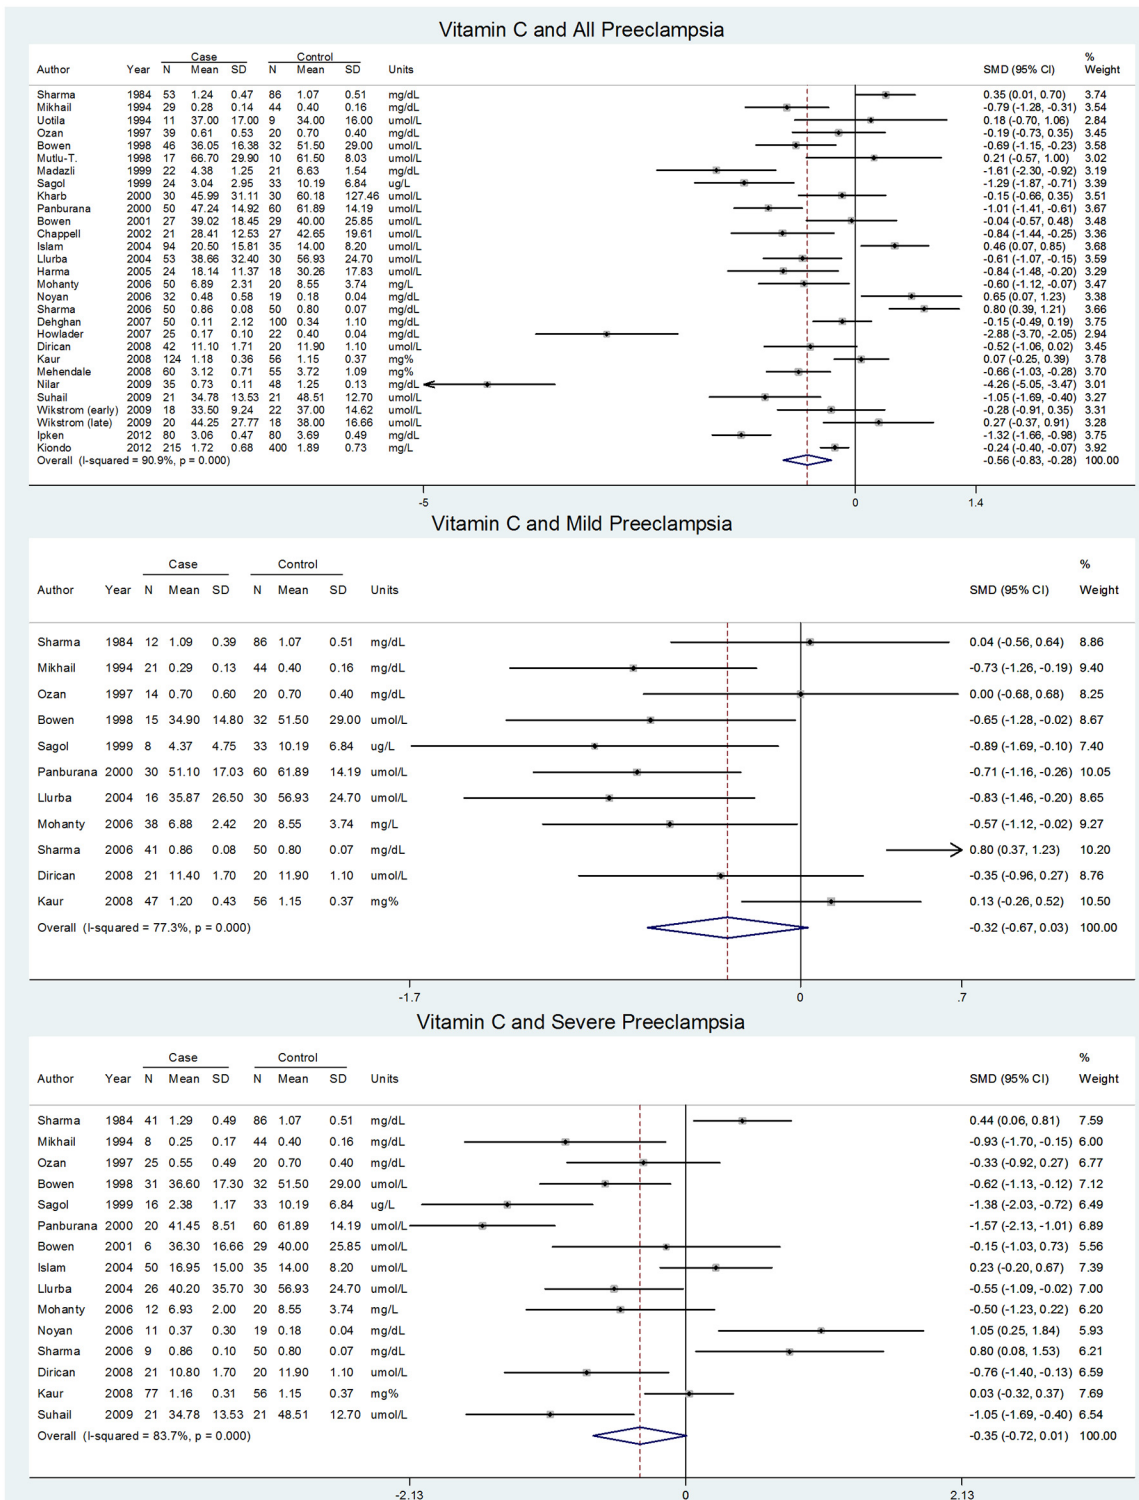 Vitamin C and All Preeclampsia
Case Control %
Author Year N Mean SD N Mean SD Units SMD (95% CI) Weight
Sharma 1984 53 1.24 0.47 86 1.07 0.51 mg/dL 0.35 (0.01, 0.70) 3.74
Mikhail 1994 29 0.28 0.14 44 0.40 0.16 mg/dL -0.79 (-1.28, -0.31) 3.54
Uotila 1994 11 37.00 17.00 9 34.00 16.00 umol/L 0.18 (-0.70, 1.06) 2.84
Ozan 1997 39 0.61 0.53 20 0.70 0.40 mg/dL -0.19 (-0.73, 0.35) 3.45
Bowen 1998 46 36.05 16.38 32 51.50 29.00 umol/L -0.69 (-1.15, -0.23) 3.58
Mutlu-T. 1998 17 66.70 29.90 10 61.50 8.03 umol/L 0.21 (-0.57, 1.00) 3.02
Madazli 1999 22 4.38 1.25 21 6.63 1.54 mg/L -1.61 (-2.30, -0.92) 3.19
Sagol 1999 24 3.04 2.95 33 10.19 6.84 ug/L -1.29 (-1.87, -0.71) 3.39
Kharb 2000 30 45.99 31.11 30 60.18 127.46 umol/L -0.15 (-0.66, 0.35) 3.51
Panburana 2000 50 47.24 14.92 60 61.89 14.19 umol/L -1.01 (-1.41, -0.61) 3.67
Bowen 2001 27 39.02 18.45 29 40.00 25.85 umol/L -0.04 (-0.57, 0.48) 3.48
Chappell 2002 21 28.41 12.53 27 42.65 19.61 umol/L -0.84 (-1.44, -0.25) 3.36
Islam 2004 94 20.50 15.81 35 14.00 8.20 umol/L 0.46 (0.07, 0.85) 3.68
Llurba 2004 53 38.66 32.40 30 56.93 24.70 umol/L -0.61 (-1.07, -0.15) 3.59
Harma 2005 24 18.14 11.37 18 30.26 17.83 umol/L -0.84 (-1.48, -0.20) 3.29
Mohanty 2006 50 6.89 2.31 20 8.55 3.74 mg/L -0.60 (-1.12, -0.07) 3.47
Noyan 2006 32 0.48 0.58 19 0.18 0.04 mg/dL 0.65 (0.07, 1.23) 3.38
Sharma 2006 50 0.86 0.08 50 0.80 0.07 mg/dL 0.80 (0.39, 1.21) 3.66
Dehghan 2007 50 0.11 2.12 100 0.34 1.10 mg/dL -0.15 (-0.49, 0.19) 3.75
Howlader 2007 25 0.17 0.10 22 0.40 0.04 mg/dL -2.88 (-3.70, -2.05) 2.94
Dirican 2008 42 11.10 1.71 20 11.90 1.10 umol/L -0.52 (-1.06, 0.02) 3.45
Kaur 2008 124 1.18 0.36 56 1.15 0.37 mg% 0.07 (-0.25, 0.39) 3.78
Mehendale 2008 60 3.12 0.71 55 3.72 1.09 mg% -0.66 (-1.03, -0.28) 3.70
Nilar 2009 35 0.73 0.11 48 1.25 0.13 mg/dL -4.26 (-5.05, -3.47) 3.01
Suhail 2009 21 34.78 13.53 21 48.51 12.70 umol/L -1.05 (-1.69, -0.40) 3.27
Wikstrom (early) 2009 18 33.50 9.24 22 37.00 14.62 umol/L -0.28 (-0.91, 0.35) 3.31
Wikstrom (late) 2009 20 44.25 27.77 18 38.00 16.66 umol/L 0.27 (-0.37, 0.91) 3.28
Ipken 2012 80 3.06 0.47 80 3.69 0.49 mg/dL -1.32 (-1.66, -0.98) 3.75
Kiondo 2012 215 1.72 0.68 400 1.89 0.73 mg/L -0.24 (-0.40, -0.07) 3.92
Overall (I-squared = 90.9%, p = 0.000) -0.56 (-0.83, -0.28) 100.00
-5 0 1.4
Vitamin C and Mild Preeclampsia
Case Control %
Author Year N Mean SD N Mean SD Units SMD (95% CI) Weight
Sharma 1984 12 1.09 0.39 86 1.07 0.51 mg/dL 0.04 (-0.56, 0.64) 8.86
Mikhail 1994 21 0.29 0.13 44 0.40 0.16 mg/dL -0.73 (-1.26, -0.19) 9.40
Ozan 1997 14 0.70 0.60 20 0.70 0.40 mg/dL 0.00 (-0.68, 0.68) 8.25
Bowen 1998 15 34.90 14.80 32 51.50 29.00 umol/L -0.65 (-1.28, -0.02) 8.67
Sagol 1999 8 4.37 4.75 33 10.19 6.84 ug/L -0.89 (-1.69, -0.10) 7.40
Panburana 2000 30 51.10 17.03 60 61.89 14.19 umol/L -0.71 (-1.16, -0.26) 10.05
Llurba 2004 16 35.87 26.50 30 56.93 24.70 umol/L -0.83 (-1.46, -0.20) 8.65
Mohanty 2006 38 6.88 2.42 20 8.55 3.74 mg/L -0.57 (-1.12, -0.02) 9.27
Sharma 2006 41 0.86 0.08 50 0.80 0.07 mg/dL 0.80 (0.37, 1.23) 10.20
Dirican 2008 21 11.40 1.70 20 11.90 1.10 umol/L -0.35 (-0.96, 0.27) 8.76
Kaur 2008 47 1.20 0.43 56 1.15 0.37 mg% 0.13 (-0.26, 0.52) 10.50
Overall (I-squared = 77.3%, p = 0.000) -0.32 (-0.67, 0.03) 100.00
-1.7 0 .7
Vitamin C and Severe Preeclampsia
Case Control %
Author Year N Mean SD N Mean SD Units SMD (95% CI) Weight
Sharma 1984 41 1.29 0.49 86 1.07 0.51 mg/dL 0.44 (0.06, 0.81) 7.59
Mikhail 1994 8 0.25 0.17 44 0.40 0.16 mg/dL -0.93 (-1.70, -0.15) 6.00
Ozan 1997 25 0.55 0.49 20 0.70 0.40 mg/dL -0.33 (-0.92, 0.27) 6.77
Bowen 1998 31 36.60 17.30 32 51.50 29.00 umol/L -0.62 (-1.13, -0.12) 7.12
Sagol 1999 16 2.38 1.17 33 10.19 6.84 ug/L -1.38 (-2.03, -0.72) 6.49
Panburana 2000 20 41.45 8.51 60 61.89 14.19 umol/L -1.57 (-2.13, -1.01) 6.89
Bowen 2001 6 36.30 16.66 29 40.00 25.85 umol/L -0.15 (-1.03, 0.73) 5.56
Islam 2004 50 16.95 15.00 35 14.00 8.20 umol/L 0.23 (-0.20, 0.67) 7.39
Llurba 2004 26 40.20 35.70 30 56.93 24.70 umol/L -0.55 (-1.09, -0.02) 7.00
Mohanty 2006 12 6.93 2.00 20 8.55 3.74 mg/L -0.50 (-1.23, 0.22) 6.20
Noyan 2006 11 0.37 0.30 19 0.18 0.04 mg/dL 1.05 (0.25, 1.84) 5.93
Sharma 2006 9 0.86 0.10 50 0.80 0.07 mg/dL 0.80 (0.08, 1.53) 6.21
Dirican 2008 21 10.80 1.70 20 11.90 1.10 umol/L -0.76 (-1.40, -0.13) 6.59
Kaur 2008 77 1.16 0.31 56 1.15 0.37 mg% 0.03 (-0.32, 0.37) 7.69
Suhail 2009 21 34.78 13.53 21 48.51 12.70 umol/L -1.05 (-1.69, -0.40) 6.54
Overall (I-squared = 83.7%, p = 0.000) -0.35 (-0.72, 0.01) 100.00
-2.13 0 2.13